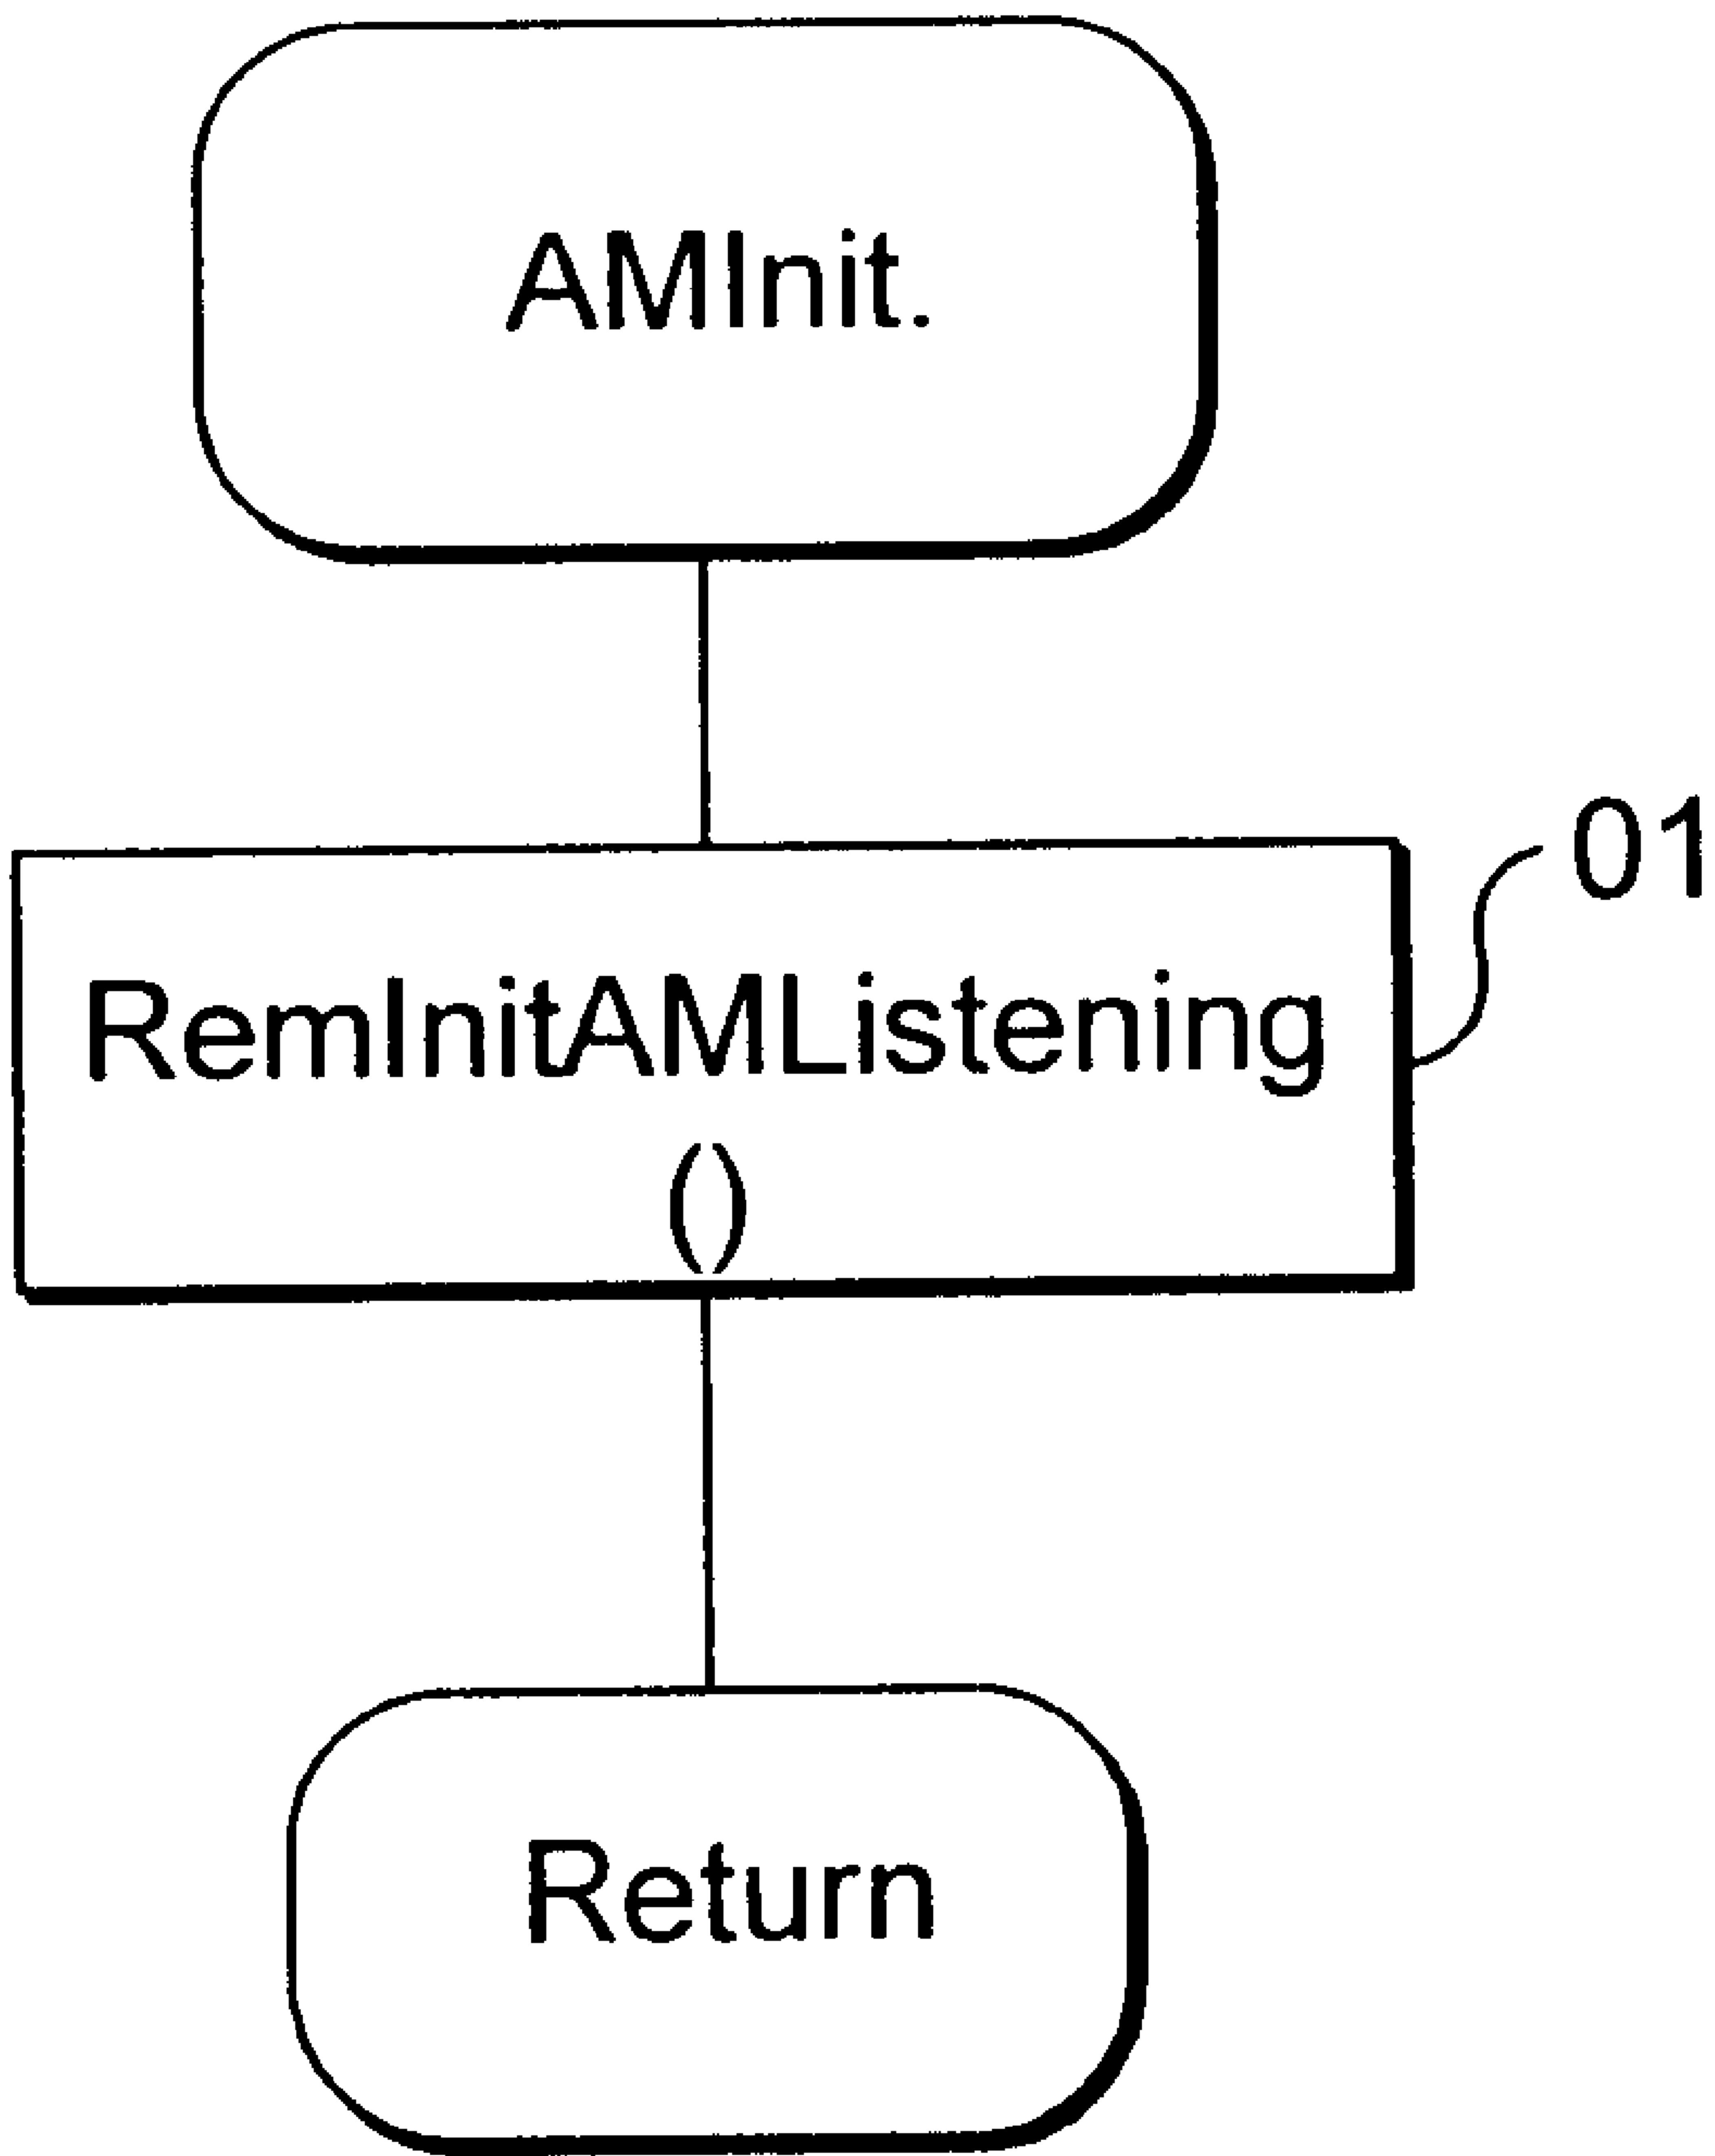 AMInit.
01
RemInitAMListening
()
Return